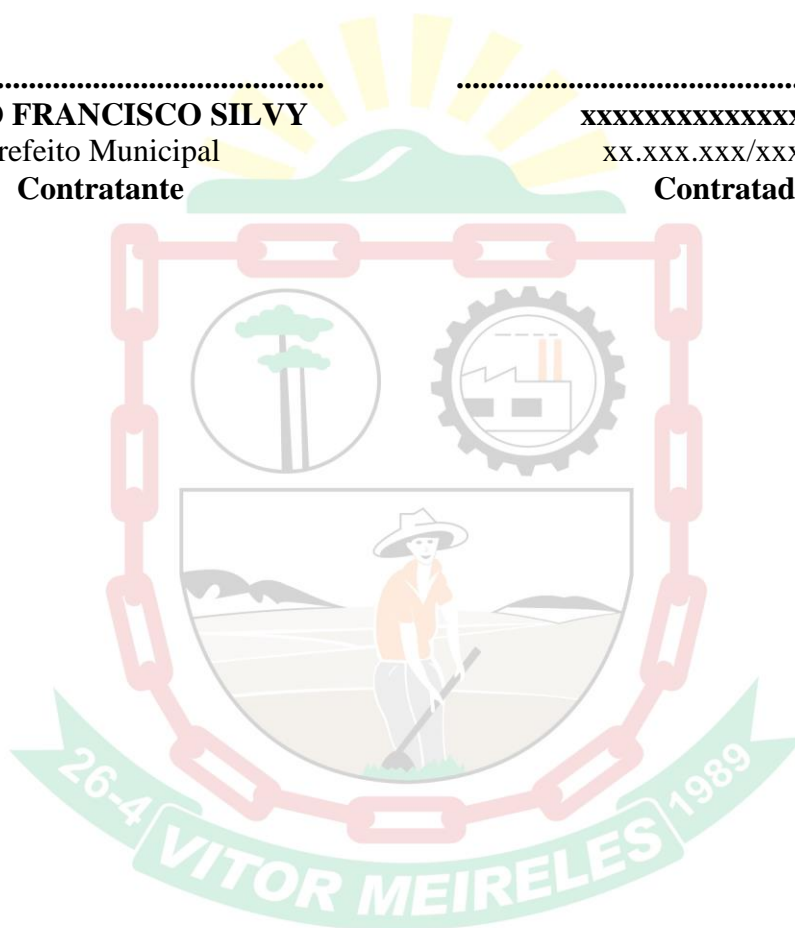 .......................................... ..........................................
O FRANCISCO SILVY xxxxxxxxxxxxxx
refeito Municipal xx.xxx.xxx/xxx
Contratante Contratad
26-4 VITOR MEIRELES 1989